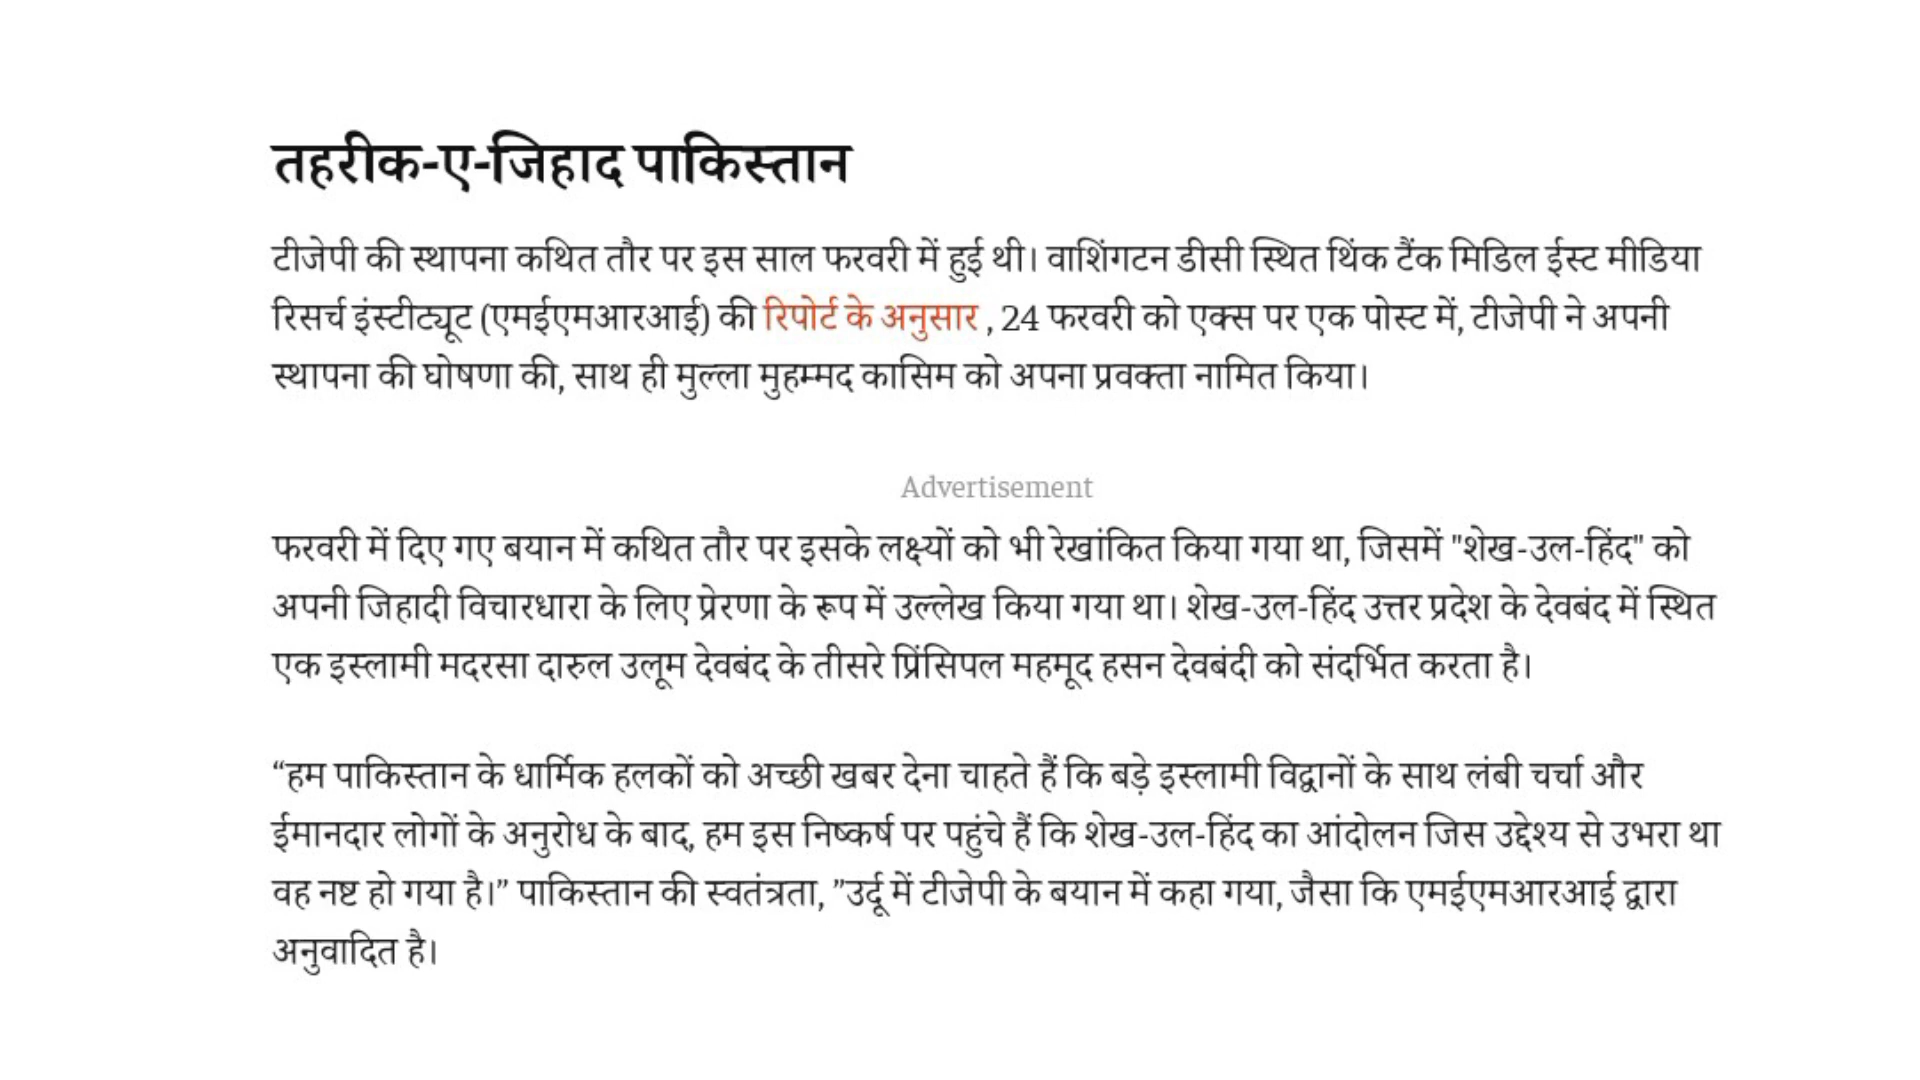 तहरीक-ए-जिहाद पाकिस्तान
टीजेपी की स्थापना कथित तौर पर इस साल फरवरी में हुई थी। वाशिंगटन डीसी स्थित थिंक टैंक मिडिल ईस्ट मीडिया
रिसर्च इंस्टीट्यूट (एमईएमआरआई) की रिपोर्ट के अनुसार , 24 फरवरी को एक्स पर एक पोस्ट में, टीजेपी ने अपनी
स्थापना की घोषणा की, साथ ही मुल्ला मुहम्मद कासिम को अपना प्रवक्ता नामित किया।
Advertisement
फरवरी में दिए गए बयान में कथित तौर पर इसके लक्ष्यों को भी रेखांकित किया गया था, जिसमें "शेख-उल-हिंद" को
अपनी जिहादी विचारधारा के लिए प्रेरणा के रूप में उल्लेख किया गया था। शेख-उल-हिंद उत्तर प्रदेश के देवबंद में स्थित
एक इस्लामी मदरसा दारुल उलूम देवबंद के तीसरे प्रिंसिपल महमूद हसन देवबंदी को संदर्भित करता है।
“हम पाकिस्तान के धार्मिक हलकों को अच्छी खबर देना चाहते हैं कि बड़े इस्लामी विद्वानों के साथ लंबी चर्चा और
ईमानदार लोगों के अनुरोध के बाद, हम इस निष्कर्ष पर पहुंचे हैं कि शेख-उल-हिंद का आंदोलन जिस उद्देश्य से उभरा था
वह नष्ट हो गया है।” पाकिस्तान की स्वतंत्रता, ”उर्दू में टीजेपी के बयान में कहा गया, जैसा कि एमईएमआरआई द्वारा
अनुवादित है।